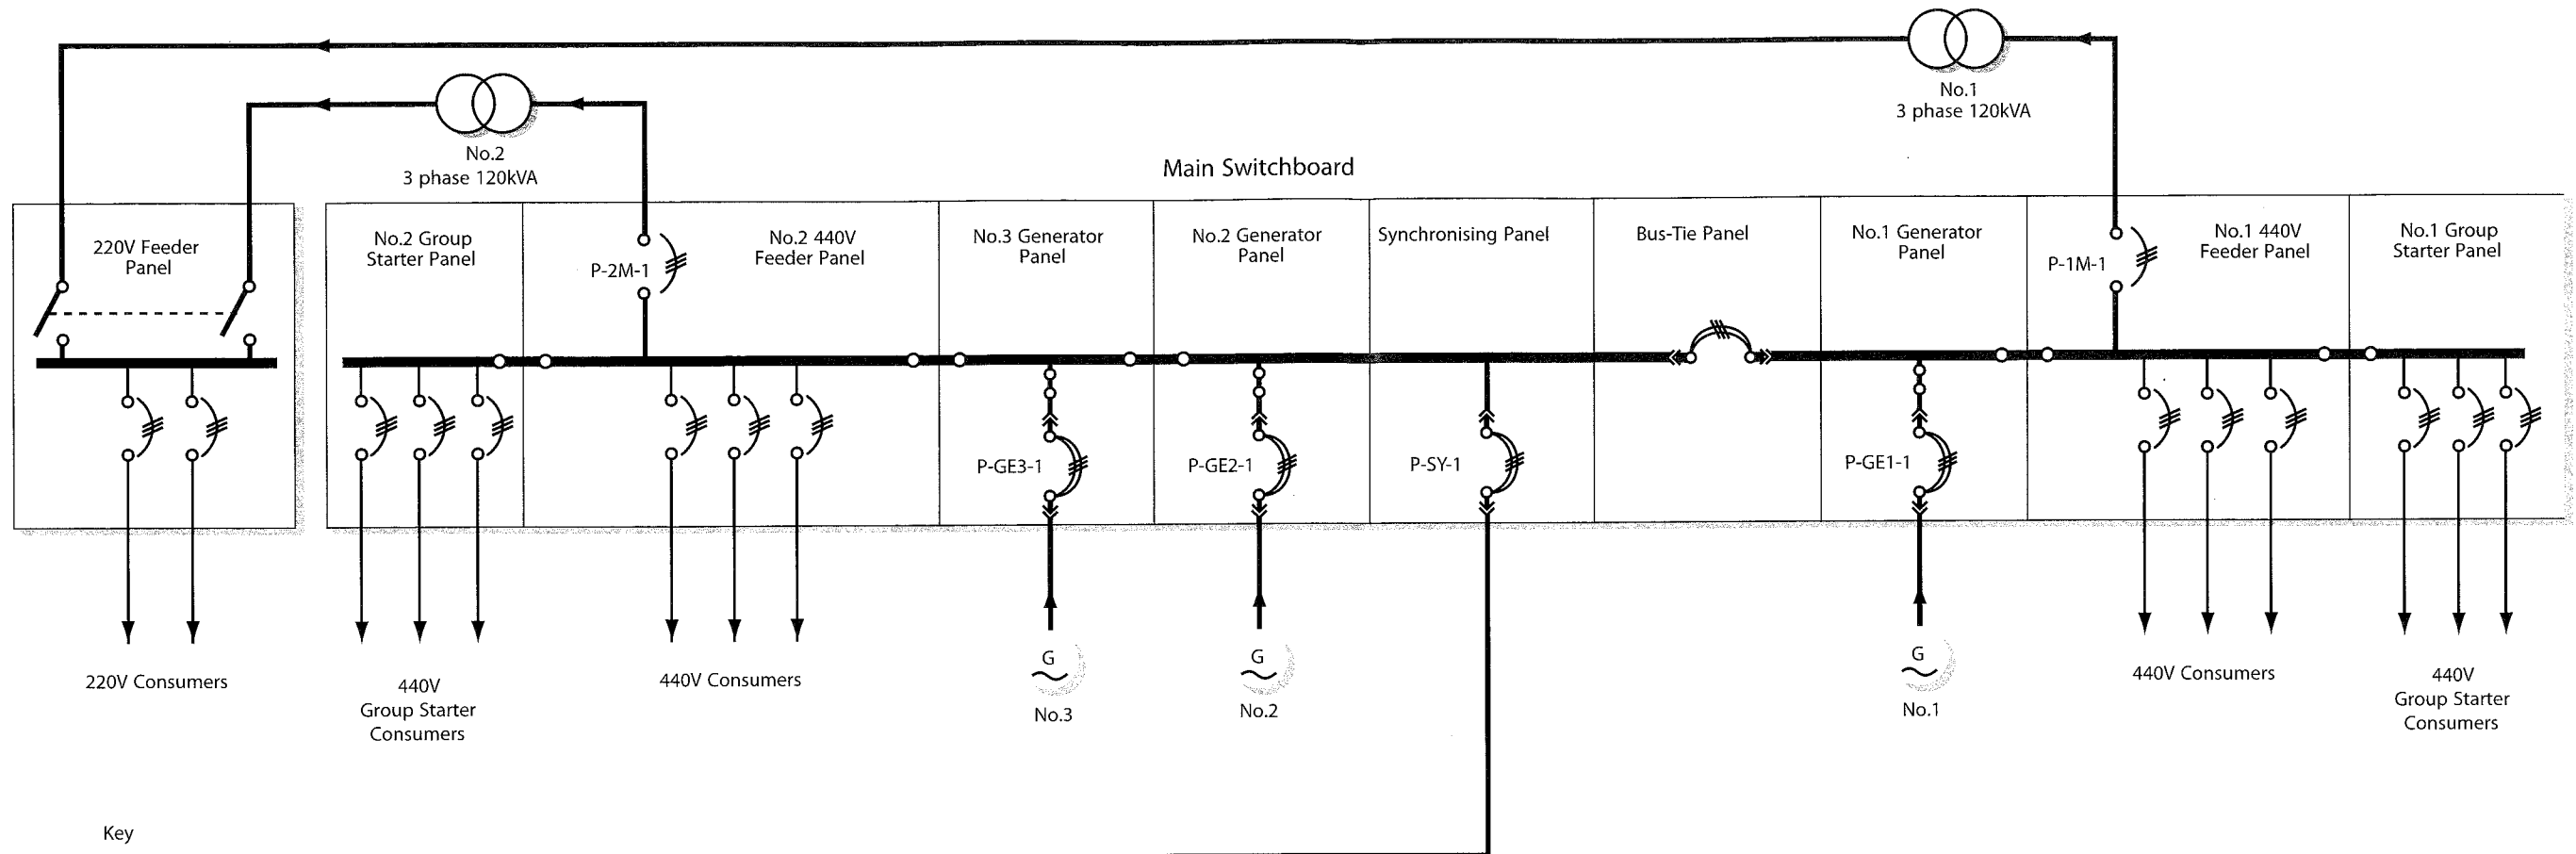 No.1
3 phase 120kVA
No.2
3 phase 120kVA
Main Switchboard
220V Feeder
Panel
No.2 Group
Starter Panel
P-2M-1
No.2 440V
Feeder Panel
No.3 Generator
Panel
No.2 Generator
Panel
Synchronising Panel
Bus-Tie Panel
No.1 Generator
Panel
P-1M-1
No.1 440V
Feeder Panel
No.1 Group
Starter Panel
P-GE3-1
P-GE2-1
P-SY-1
P-GE1-1
220V Consumers
440V
Group Starter
Consumers
440V Consumers
G
No.3
G
No.2
G
No.1
440V Consumers
440V
Group Starter
Consumers
Key